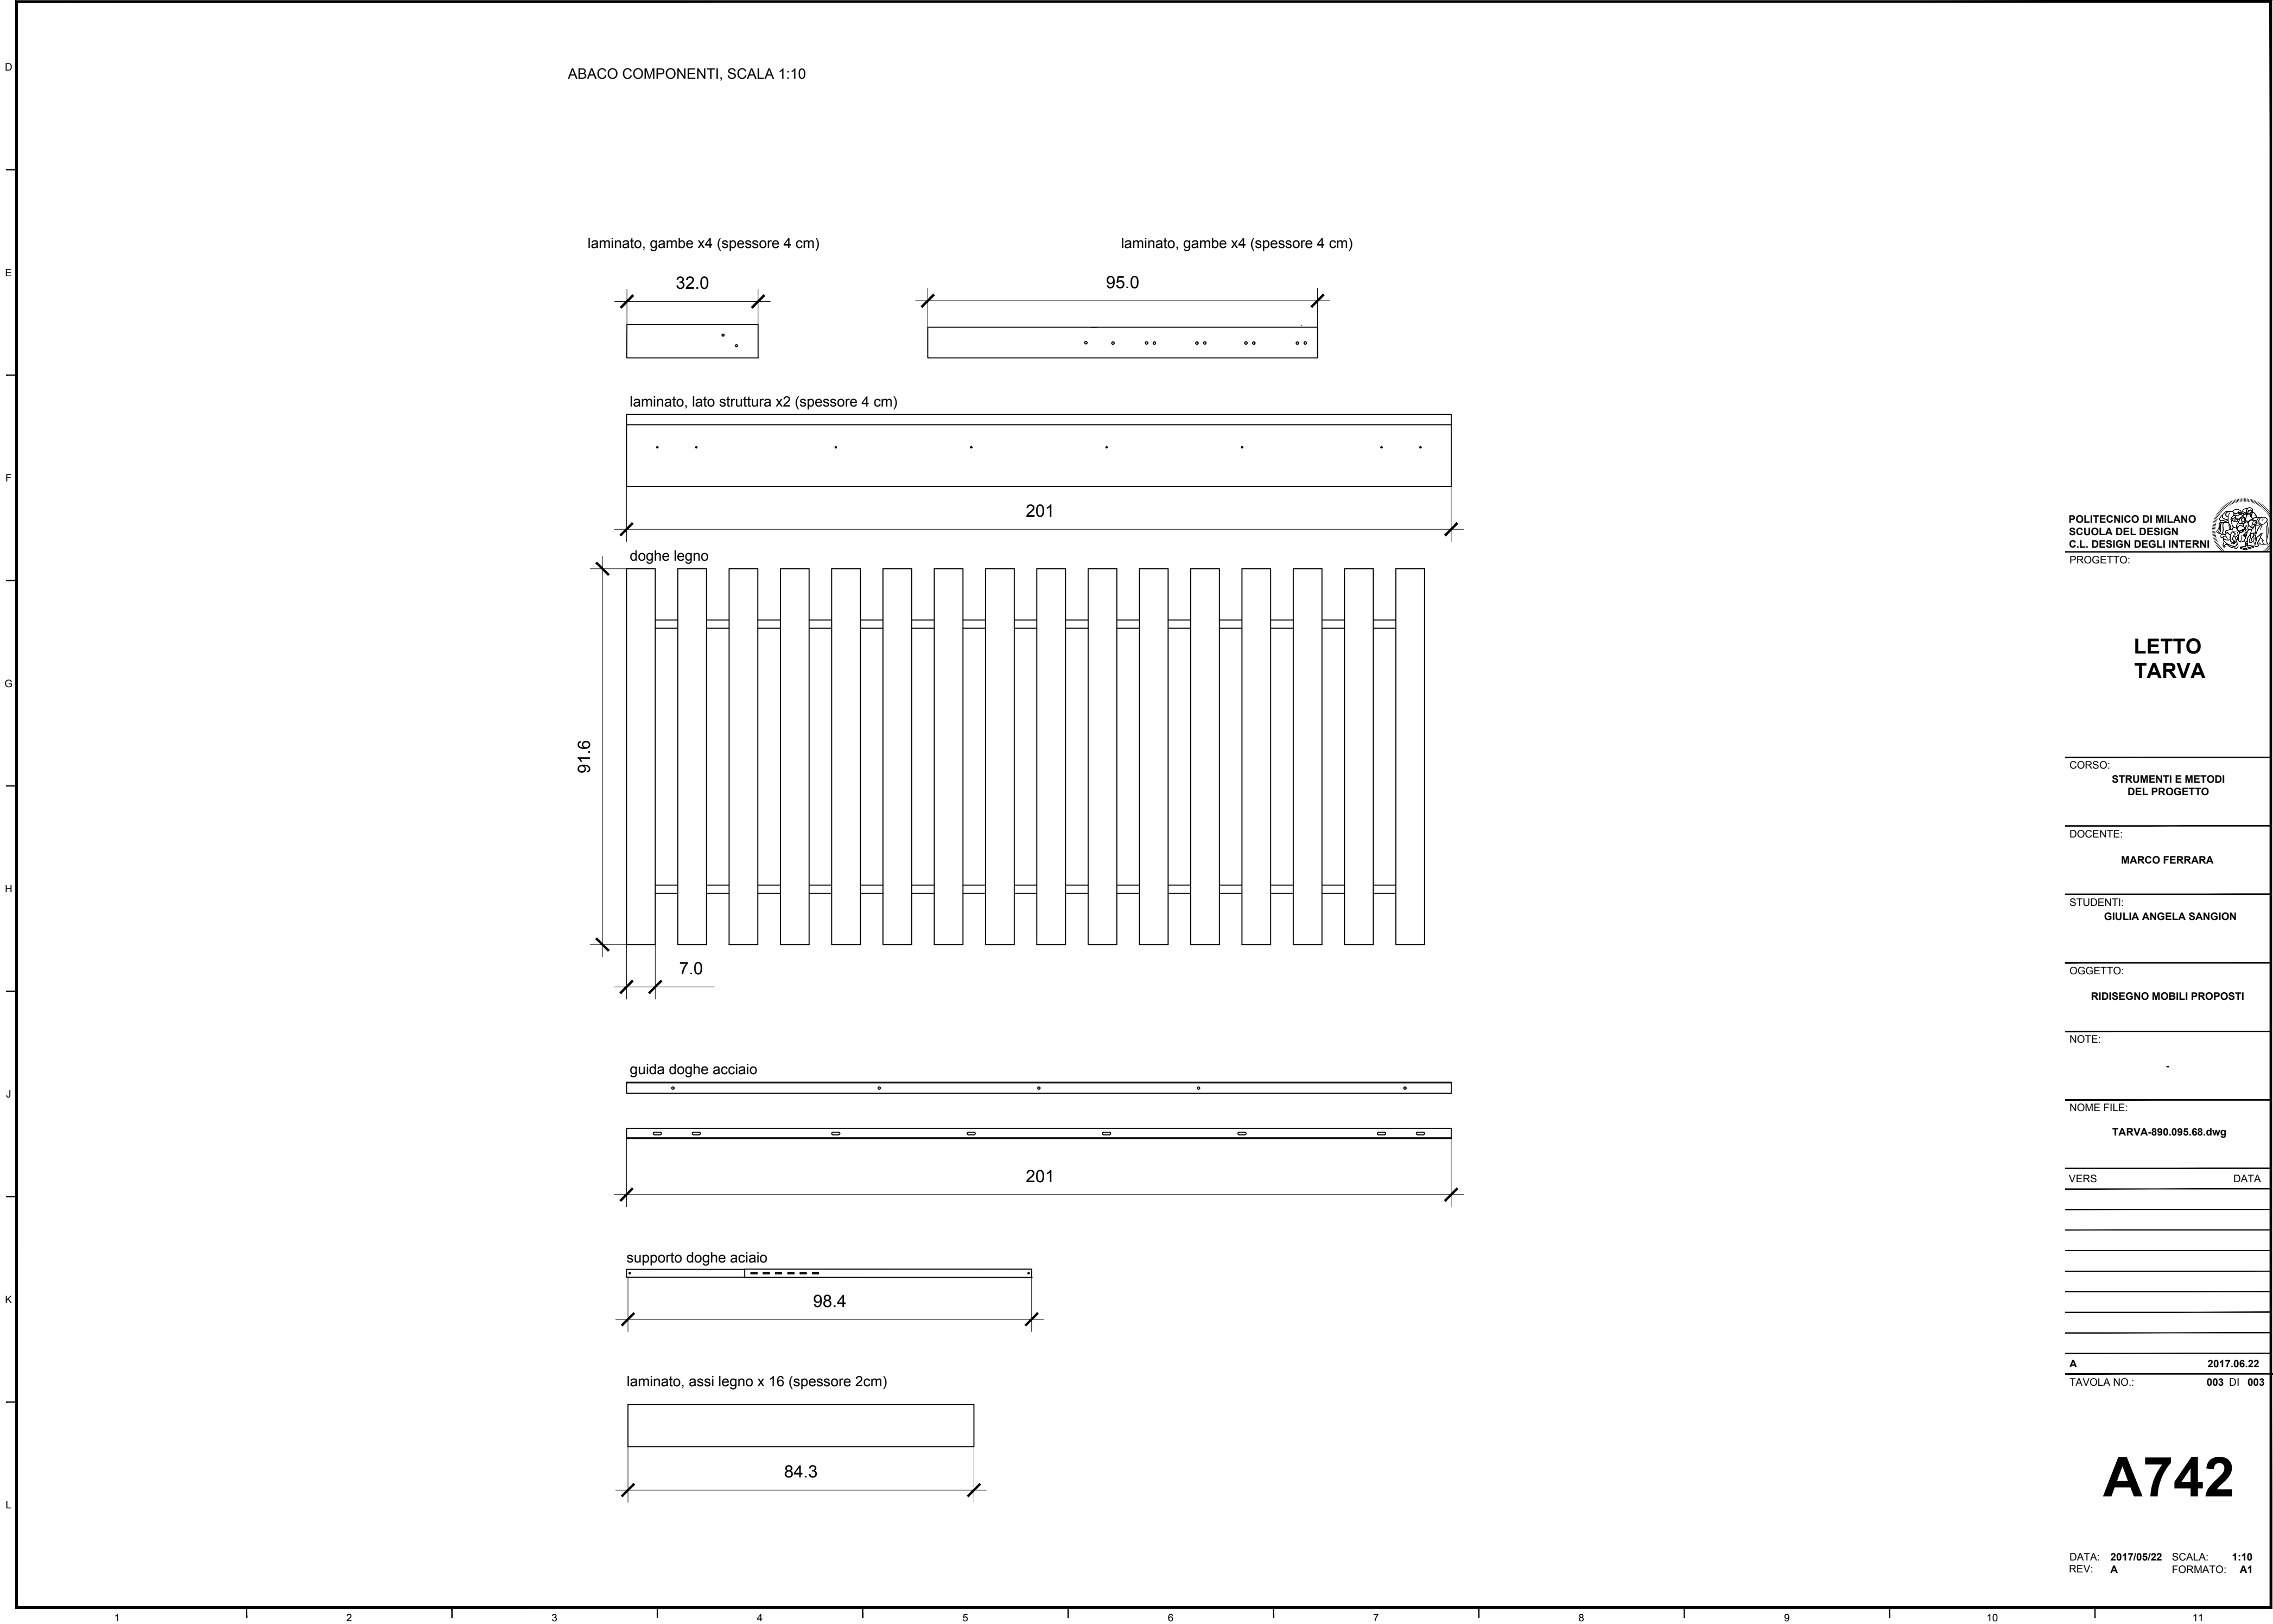 ABACO COMPONENTI, SCALA 1:10
laminato, gambe x4 (spessore 4 cm)
32.0
laminato, gambe x4 (spessore 4 cm)
95.0
laminato, lato struttura x2 (spessore 4 cm)
201
doghe legno
91.6
7.0
guida doghe acciaio
201
supporto doghe aciaio
98.4
laminato, assi legno x 16 (spessore 2cm)
84.3
D
E
F
G
H
J
K
L
1 2 3 4 5 6 7 8 9 10 11
POLITECNICO DI MILANO
SCUOLA DEL DESIGN
C.L. DESIGN DEGLI INTERNI
PROGETTO:
LETTO
TARVA
CORSO:
STRUMENTI E METODI
DEL PROGETTO
DOCENTE:
MARCO FERRARA
STUDENTI:
GIULIA ANGELA SANGION
OGGETTO:
RIDISEGNO MOBILI PROPOSTI
NOTE:
-
NOME FILE:
TARVA-890.095.68.dwg
VERS DATA
A 2017.06.22
TAVOLA NO.: 003 DI 003
A742
DATA: 2017/05/22 SCALA: 1:10
REV: A FORMATO: A1